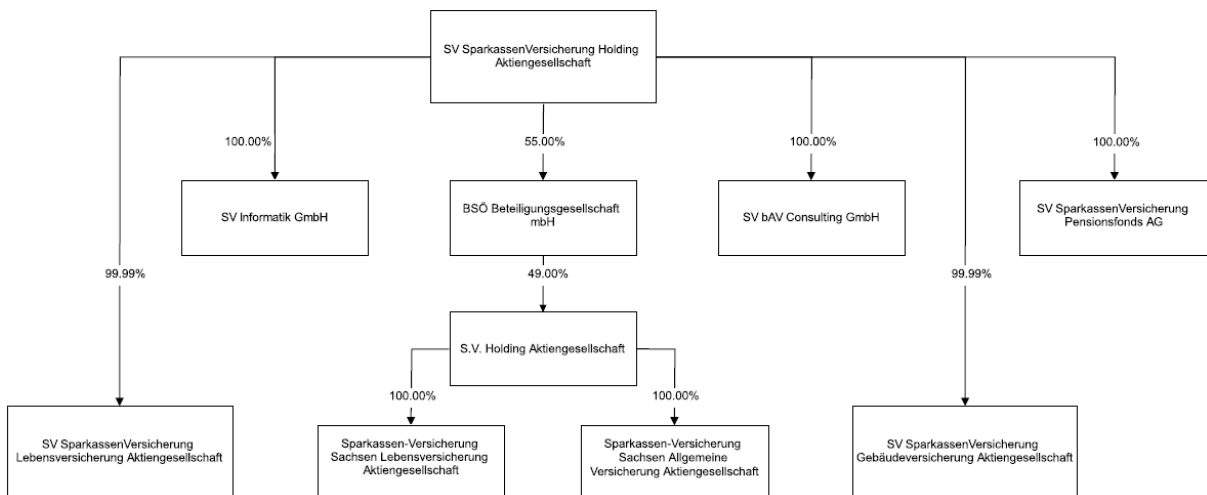 SV SparkassenVersicherung Holding
Aktiengesellschaft
100.00%
55.00%
100.00%
100.00%
SV Informatik GmbH
BSÖ Beteiligungsgesellschaft
mbH
SV bAV Consulting GmbH
SV SparkassenVersicherung
Pensionsfonds AG
99.99%
49.00%
99.99%
S.V. Holding Aktiengesellschaft
100.00%
100.00%
SV SparkassenVersicherung
Lebensversicherung Aktiengesellschaft
Sparkassen-Versicherung
Sachsen Lebensversicherung
Aktiengesellschaft
Sparkassen-Versicherung
Sachsen Allgemeine
Versicherung Aktiengesellschaft
SV SparkassenVersicherung
Gebäudeversicherung Aktiengesellschaft